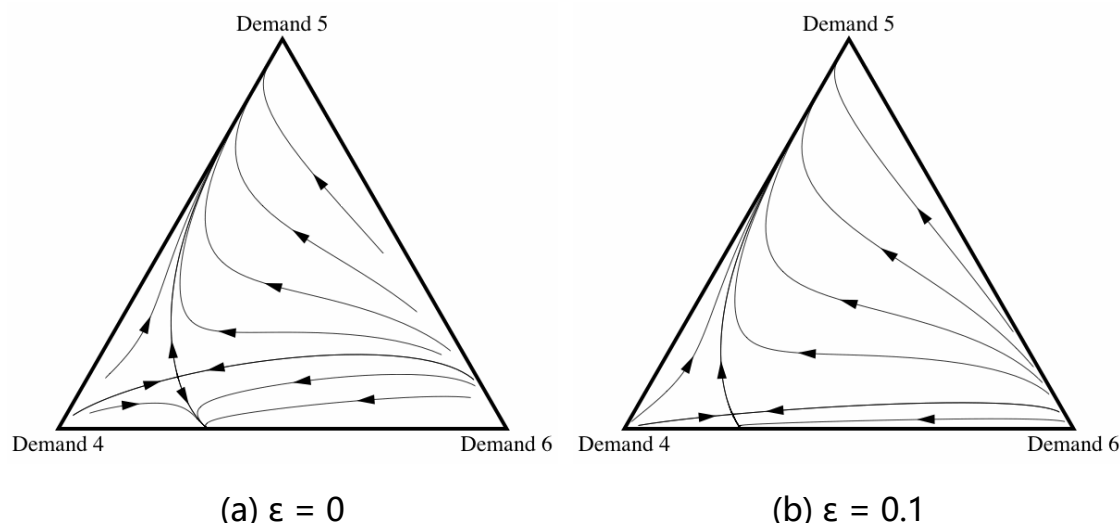 Demand 5
Demand 4
Demand 6
(a) ε = 0
Demand 5
Demand 4
Demand 6
(b) ε = 0.1